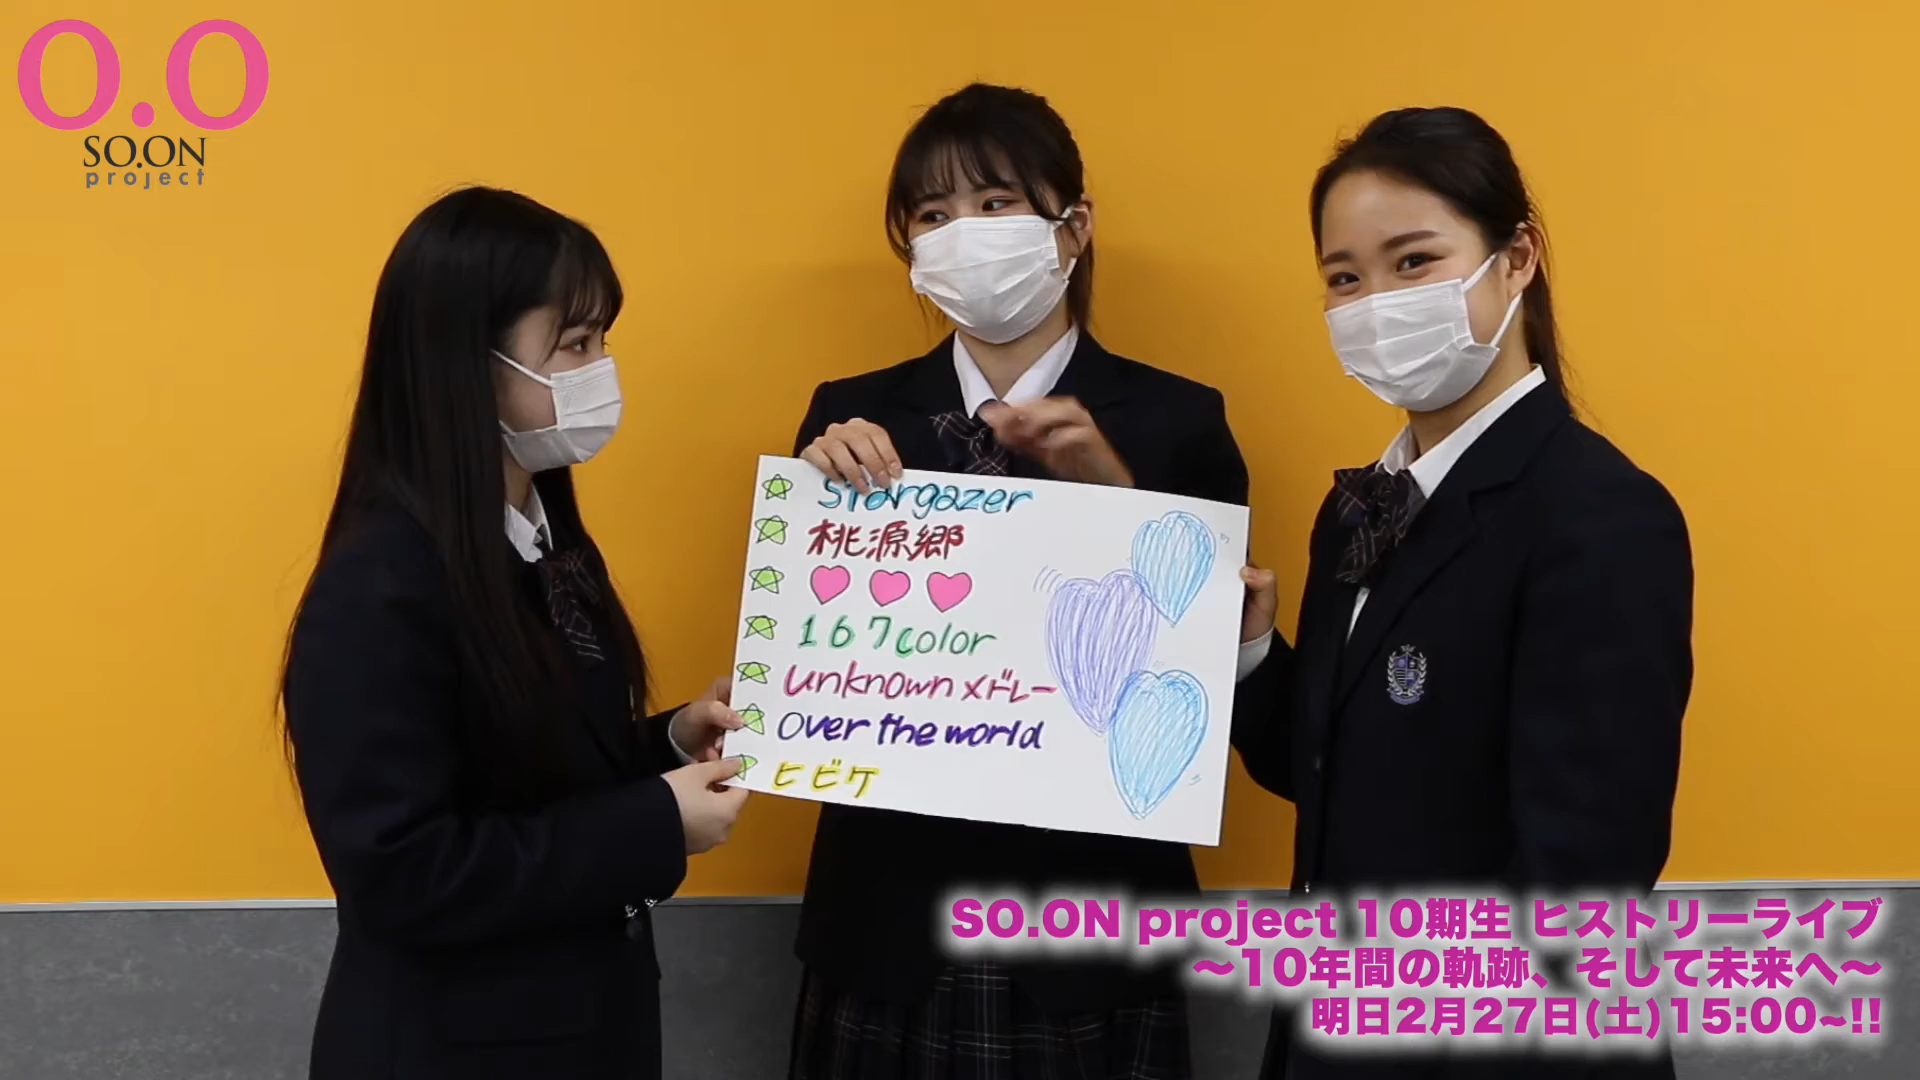 O.O
SO.ON
project
Stargazer
桃源郷
167color
unknownメドレー
Over the world
ヒビケ
SO.ON project 10期生 ヒストリーライブ
〜10年間の軌跡、そして未来へ〜
明日2月27日(土)15:00~!!